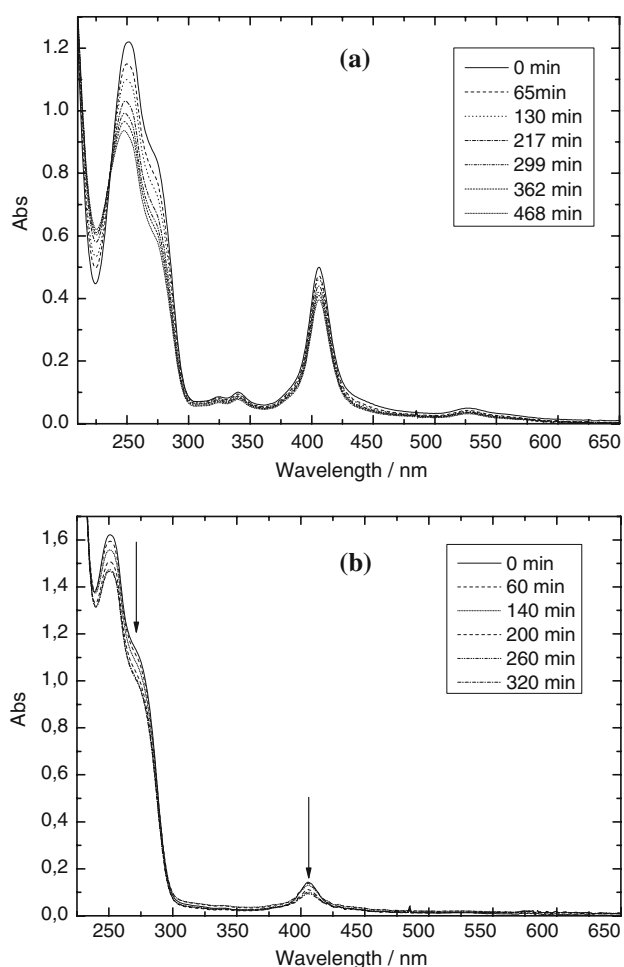 (a)
0 min
65min
130 min
217 min
299 min
362 min
468 min
Abs
1.2
1.0
0.8
0.6
0.4
0.2
0.0
250 300 350 400 450 500 550 600 650
Wavelength / nm
(b)
0 min
60 min
140 min
200 min
260 min
320 min
Abs
1,6
1,4
1,2
1,0
0,8
0,6
0,4
0,2
0,0
250 300 350 400 450 500 550 600 650
Wavelength / nm